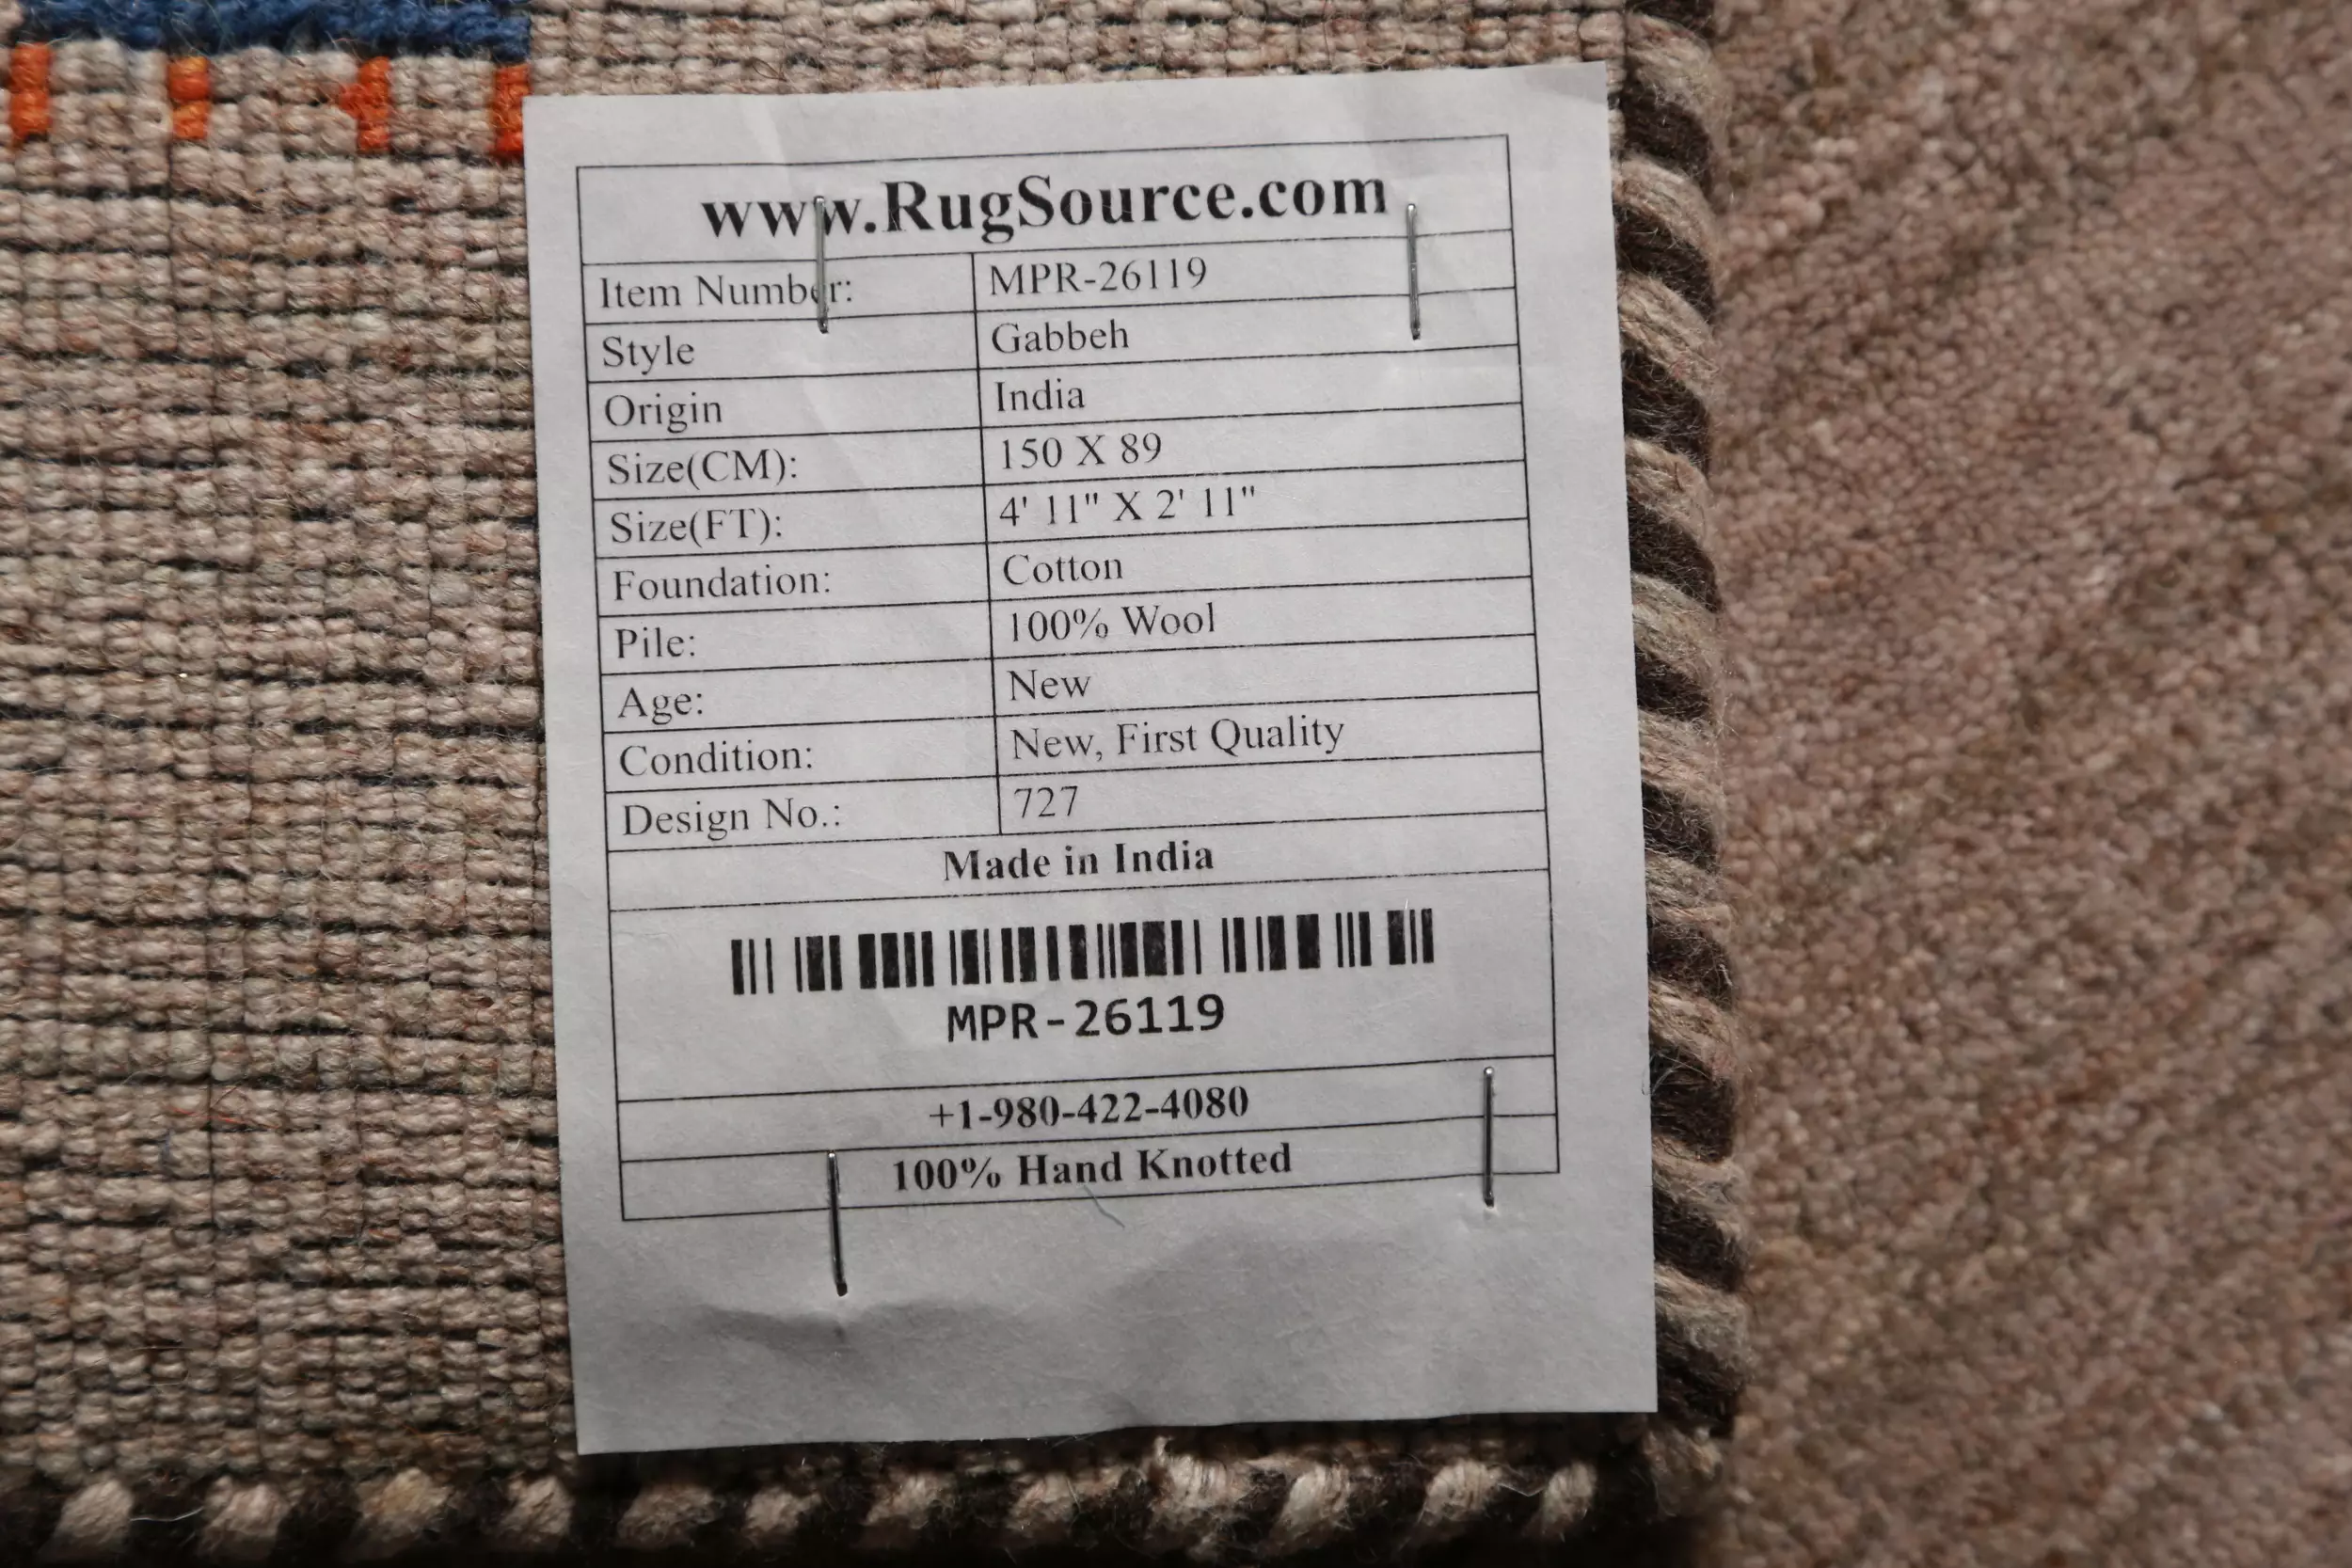 www.RugSource.com
Item Number: MPR-26119
Style Gabbeh
Origin India
Size(CM): 150 X 89
Size(FT): 4' 11" X 2' 11"
Foundation: Cotton
Pile: 100% Wool
Age: New
Condition: New, First Quality
Design No.: 727
Made in India
MPR-26119
+1-980-422-4080
100% Hand Knotted